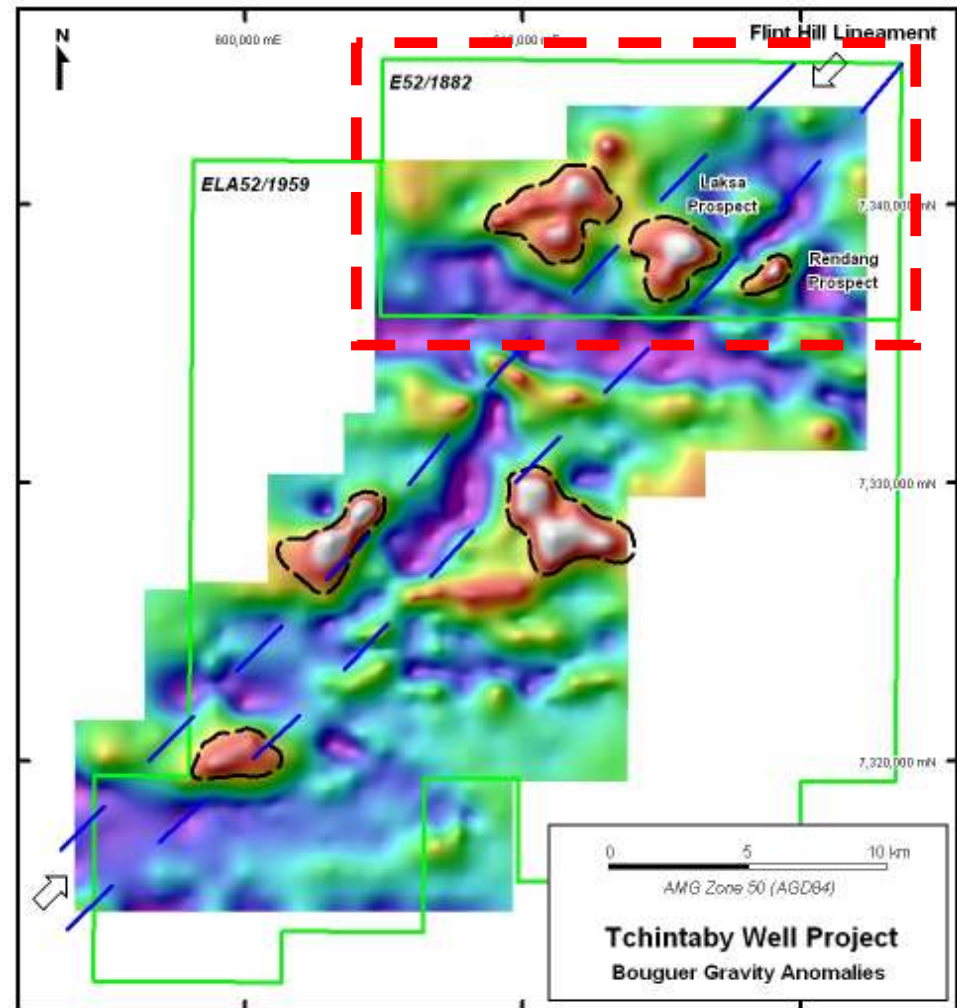 N
600,000 mE
,000 mE
Flint Hill Lineament
E52/1882
ELA52/1959
Laksa
Prospect
7,340,000 mN
Rendang
Prospect
7,330,000 mN
7,320,000 mN
0 5 10 km
AMG Zone 50 (AGD84)
Tchintaby Well Project
Bouguer Gravity Anomalies